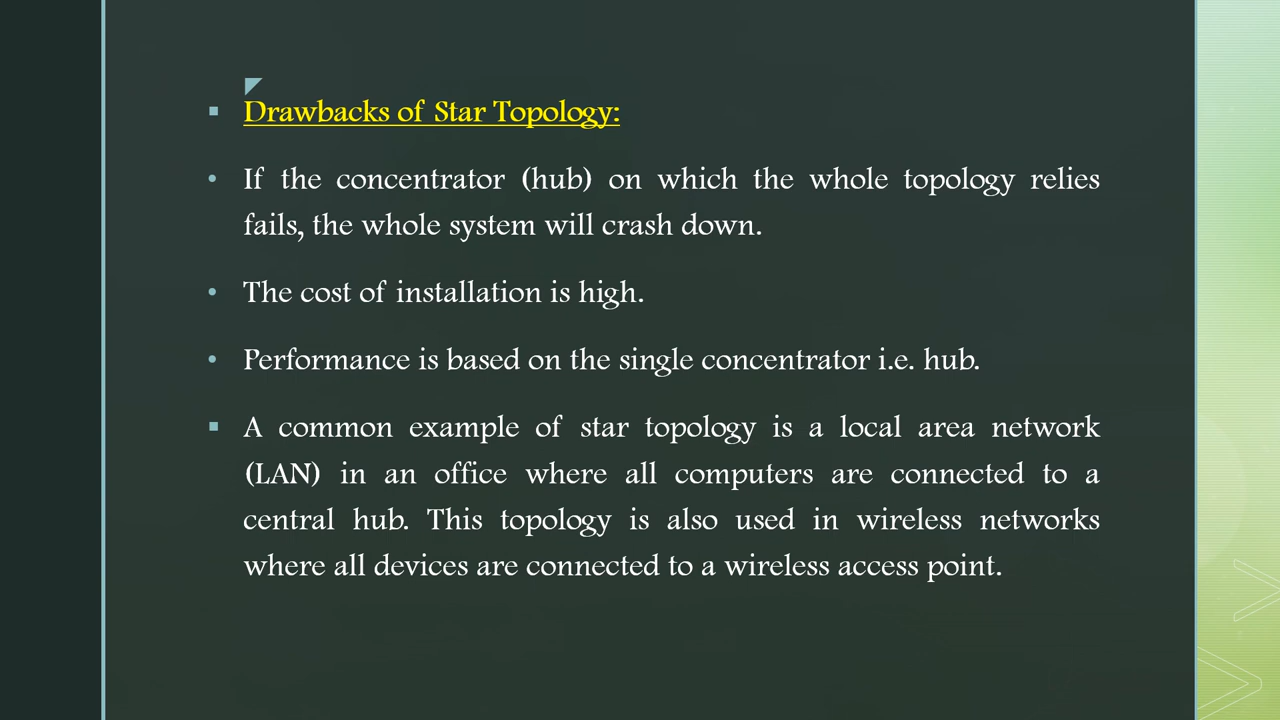 Drawbacks of Star Topology:
If the concentrator (hub) on which the whole topology relies
fails, the whole system will crash down.
The cost of installation is high.
Performance is based on the single concentrator i.e. hub.
A common example of star topology is a local area network
(LAN) in an office where all computers are connected to a
central hub. This topology is also used in wireless networks
where all devices are connected to a wireless access point.